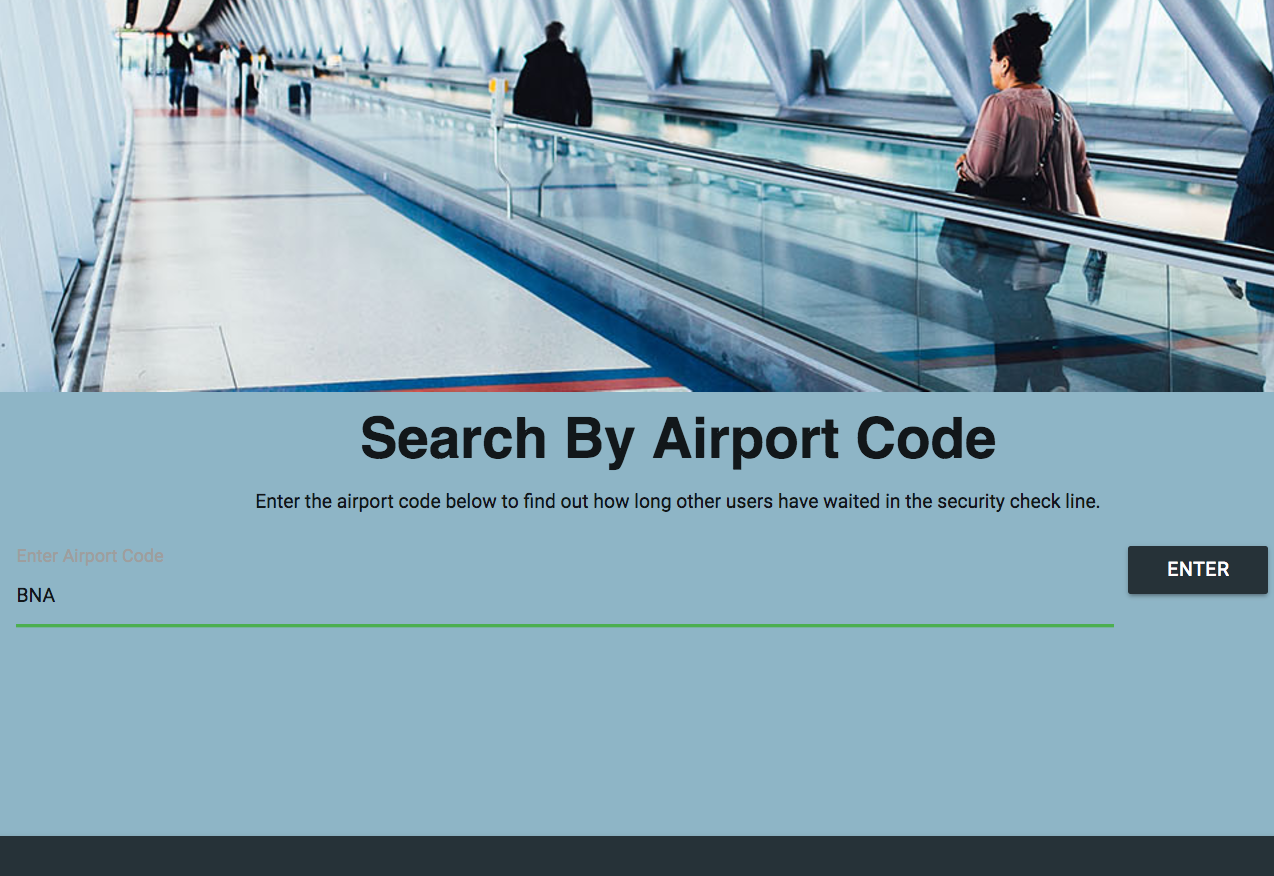 Search By Airport Code
Enter the airport code below to find out how long other users have waited in the security check line.
Enter Airport Code
BNA
ENTER